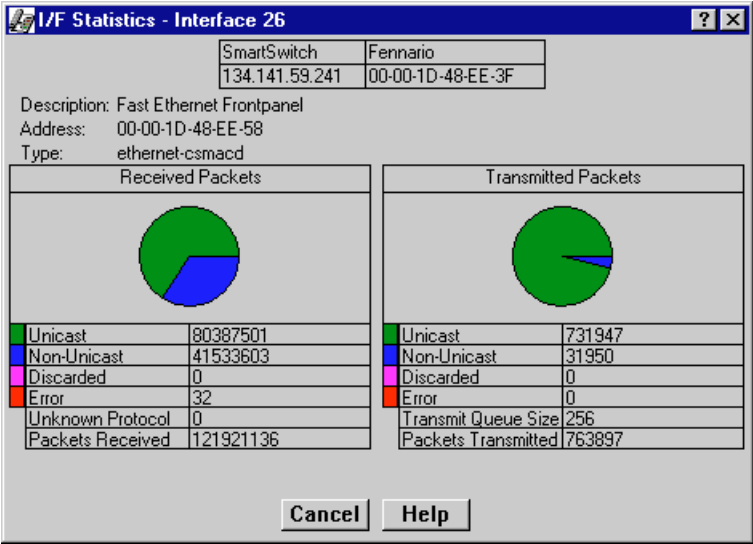 I/F Statistics - Interface 26
SmartSwitch Fennario
134.141.59.241 00-00-1D-48-EE-3F
Description: Fast Ethernet Frontpanel
Address: 00-00-1D-48-EE-58
Type: ethernet-csmacd
Received Packets
Unicast 80387501
Non-Unicast 41533603
Discarded 0
Error 32
Unknown Protocol 0
Packets Received 121921136
Transmitted Packets
Unicast 731947
Non-Unicast 31950
Discarded 0
Error 0
Transmit Queue Size 256
Packets Transmitted 763897
Cancel Help